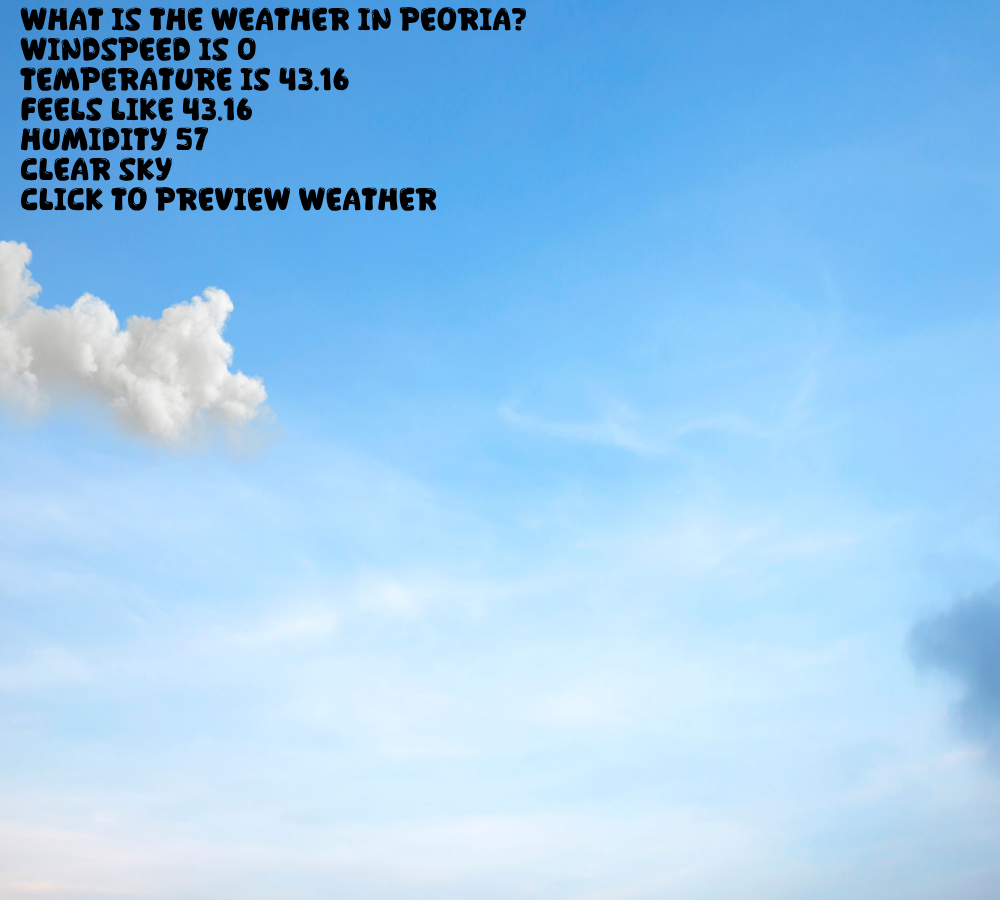 WHAT IS THE WEATHER IN PEORIA?
WINDSPEED IS 0
TEMPERATURE IS 43.16
FEELS LIKE 43.16
HUMIDITY 57
CLEAR SKY
CLICK TO PREVIEW WEATHER